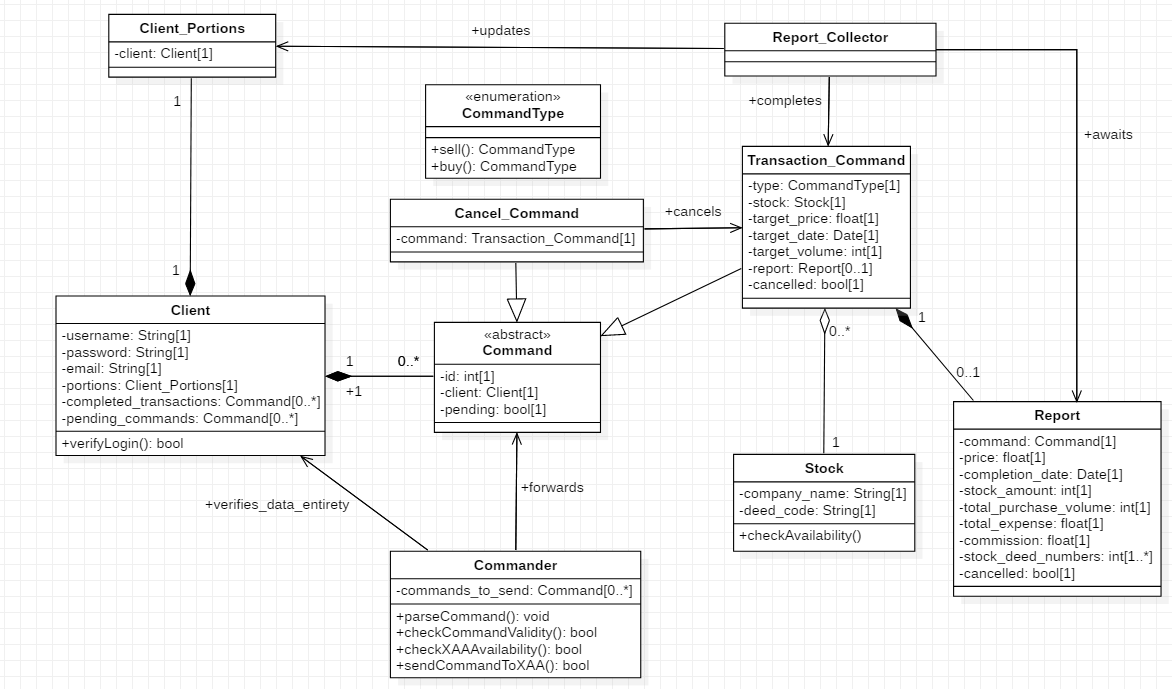 Client_Portions
-client: Client[1]
+updates
Report_Collector
1
«enumeration»
CommandType
+sell(): CommandType
+buy(): CommandType
+completes
+awaits
Transaction_Command
-type: CommandType[1]
-stock: Stock[1]
-target_price: float[1]
-target_date: Date[1]
-target_volume: int[1]
-report: Report[0..1]
-cancelled: bool[1]
Cancel_Command
-command: Transaction_Command[1]
+cancels
1
Client
-username: String[1]
-password: String[1]
-email: String[1]
-portions: Client_Portions[1]
-completed_transactions: Command[0..*]
-pending_commands: Command[0..*]
+verifyLogin(): bool
1
0..*
+1
«abstract»
Command
-id: int[1]
-client: Client[1]
-pending: bool[1]
0..*
1
1
0..1
Stock
-company_name: String[1]
-deed_code: String[1]
+checkAvailability()
Report
-command: Command[1]
-price: float[1]
-completion_date: Date[1]
-stock_amount: int[1]
-total_purchase_volume: int[1]
-total_expense: float[1]
-commission: float[1]
-stock_deed_numbers: int[1..*]
-cancelled: bool[1]
+verifies_data_entirety
+forwards
Commander
-commands_to_send: Command[0..*]
+parseCommand(): void
+checkCommandValidity(): bool
+checkXAAAvailability(): bool
+sendCommandToXAA(): bool